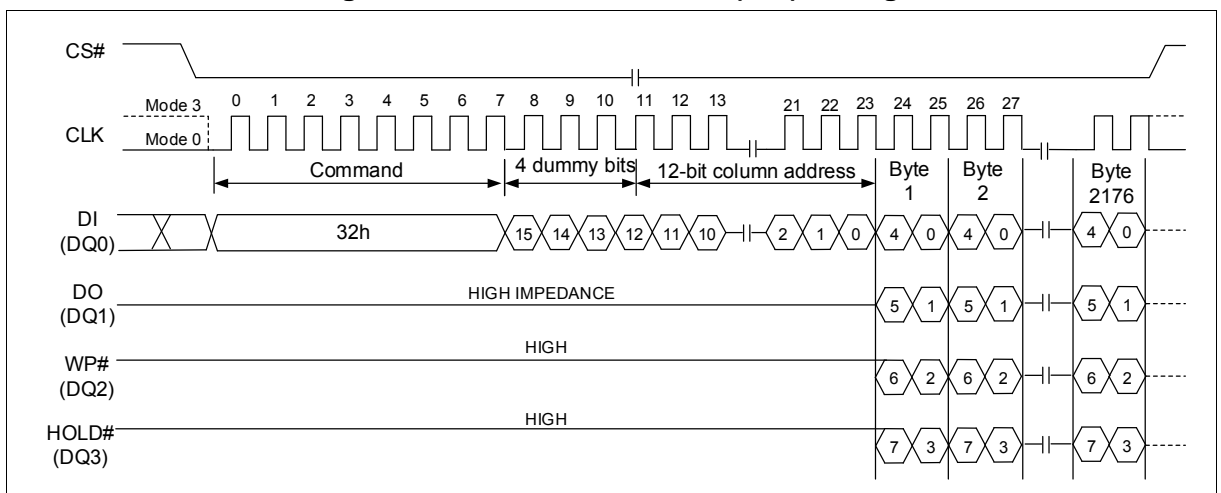 CS#
Mode 3 0 1 2 3 4 5 6 7 8 9 10 11 12 13 21 22 23 24 25 26 27
CLK Mode 0
Command 4 dummy bits 12-bit column address Byte 1 Byte 2 Byte 2176
DI (DQ0) 32h 15 14 13 12 11 10 2 1 0 4 0 4 0 4 0
DO (DQ1) HIGH IMPEDANCE 5 1 5 1 5 1
WP# (DQ2) HIGH 6 2 6 2 6 2
HOLD# (DQ3) HIGH 7 3 7 3 7 3